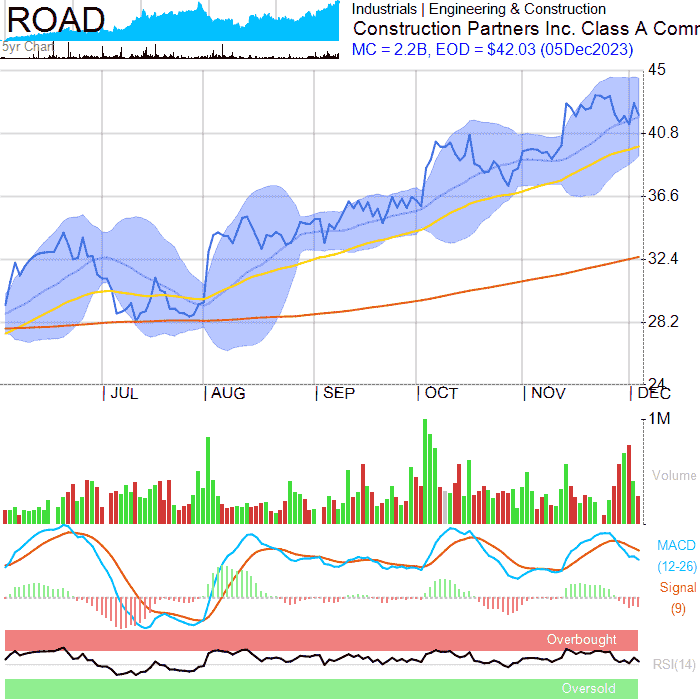 ROAD
5yr Chart
Industrials | Engineering & Construction
Construction Partners Inc. Class A Comm
MC = 2.2B, EOD = $42.03 (05Dec2023)
45
40.8
36.6
32.4
28.2
24
JUL AUG SEP OCT NOV DEC
1M
Volume
MACD
(12-26)
Signal
(9)
Overbought
RSI(14)
Oversold